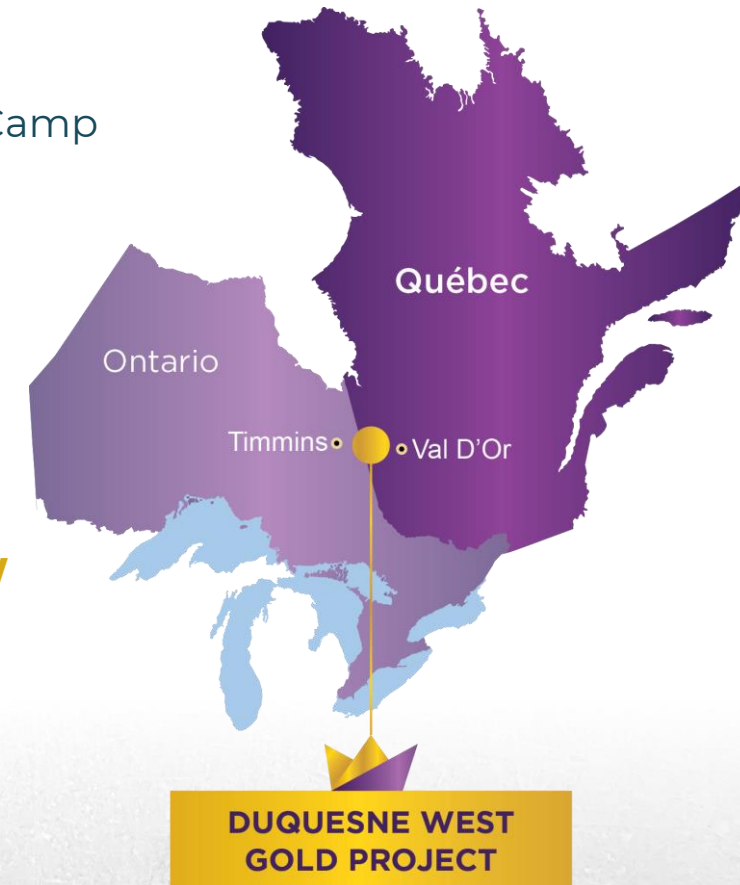 Camp
Québec
Ontario
Timmins
Val D'Or
DUQUESNE WEST
GOLD PROJECT